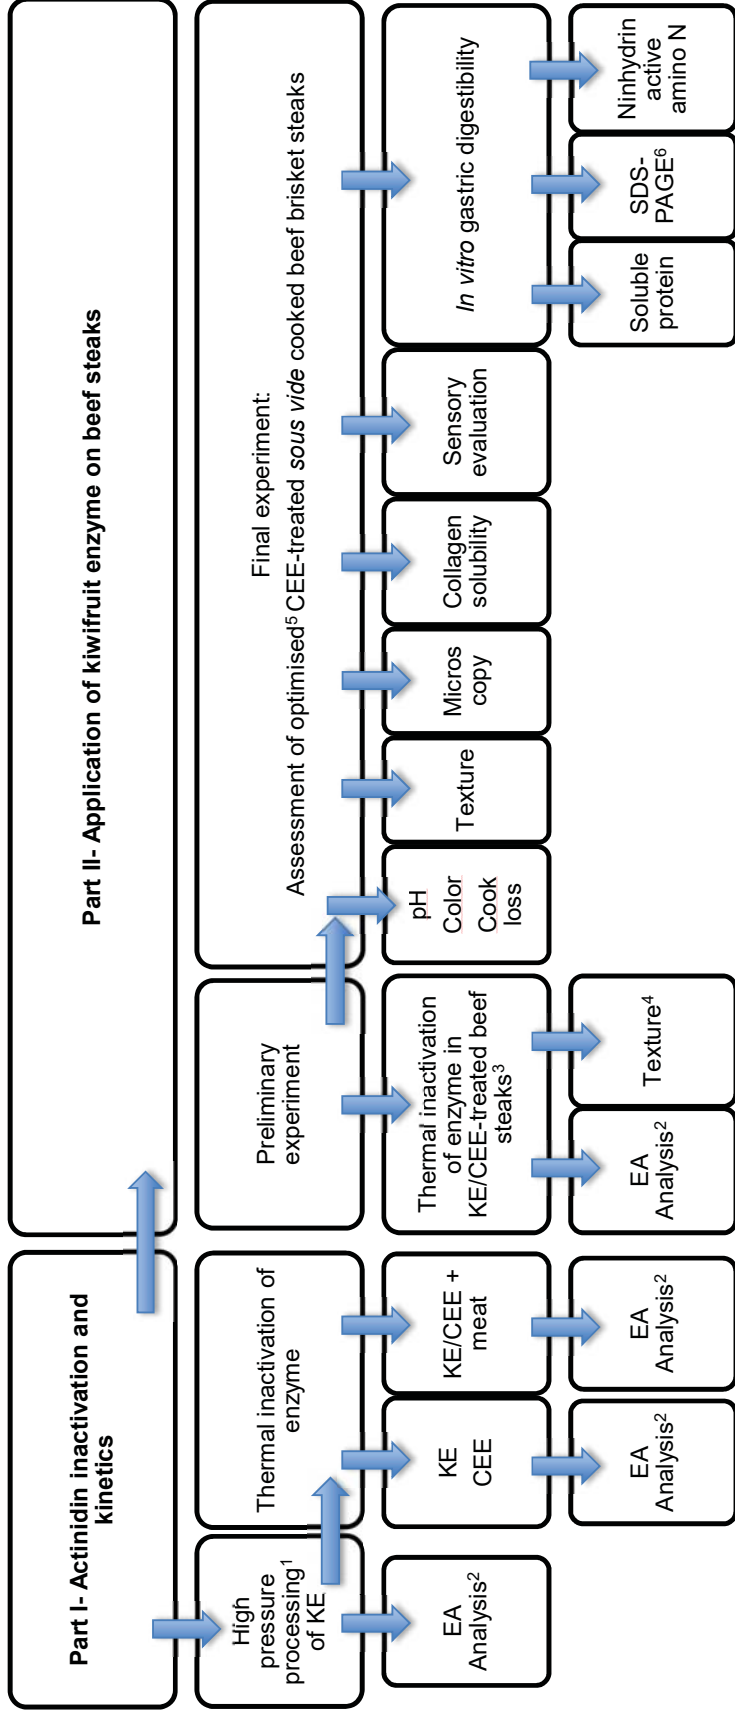 Part I- Actinidin inactivation and
kinetics
Part II- Application of kiwifruit enzyme on beef steaks
High
pressure
processing¹
of KE
Thermal inactivation of
enzyme
Preliminary
experiment
Final experiment:
Assessment of optimised⁵ CEE-treated sous vide cooked beef brisket steaks
EA
Analysis²
KE
CEE
KE/CEE +
meat
Thermal inactivation
of enzyme in
KE/CEE-treated beef
steaks³
pH
Color
Cook
loss
Texture
Micros
copy
Collagen
solubility
Sensory
evaluation
In vitro gastric digestibility
EA
Analysis²
EA
Analysis²
EA
Analysis²
Texture⁴
Soluble
protein
SDS-
PAGE⁶
Ninhydrin
active
amino N